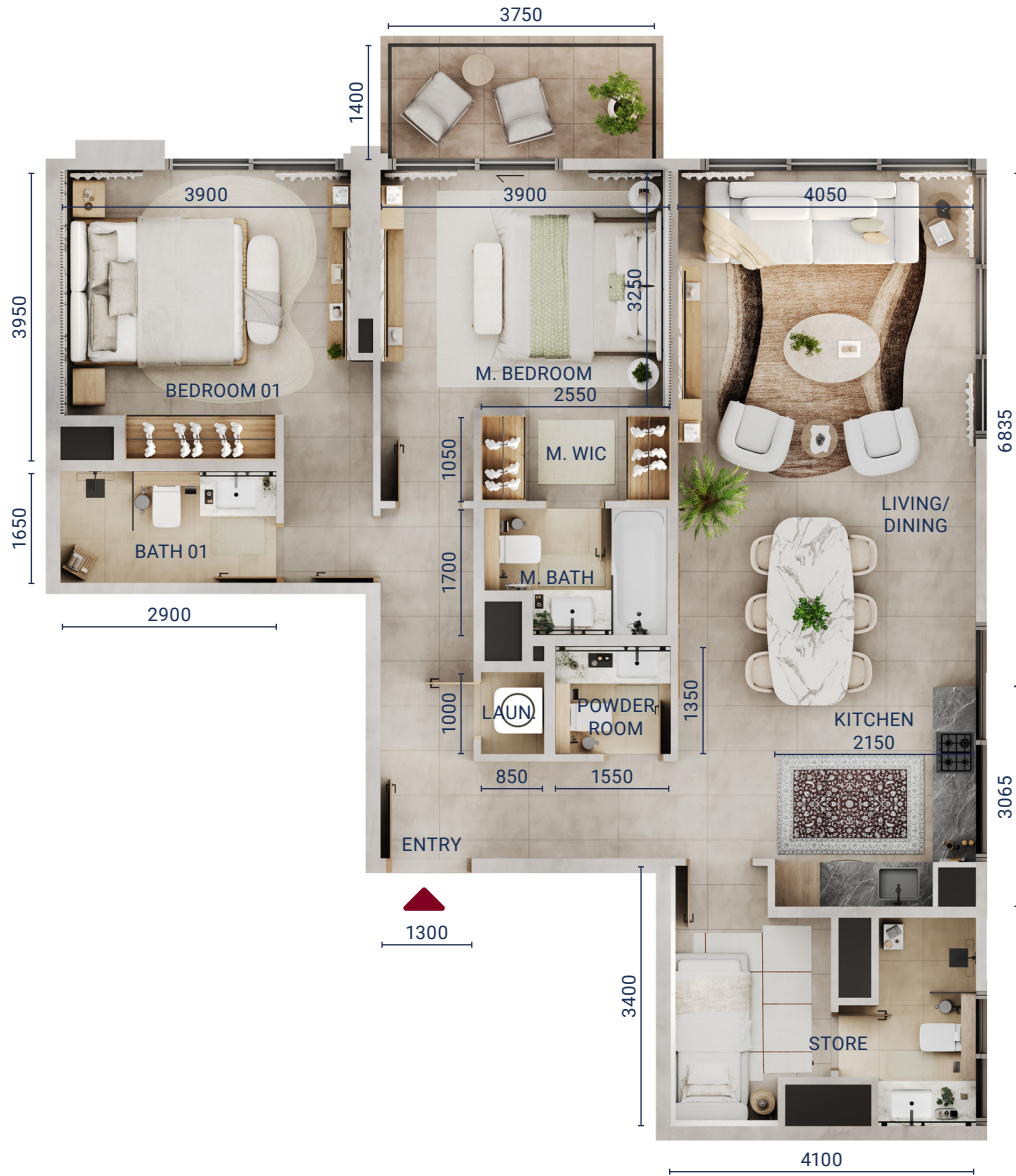 3750
1400
3900
3900
4050
3950
3250
BEDROOM 01
M. BEDROOM
2550
6835
1050
M. WIC
1650
LIVING/
DINING
BATH 01
1700
M. BATH
2900
1000
LAUN.
POWDER
ROOM
1350
KITCHEN
2150
850
1550
3065
ENTRY
1300
3400
STORE
4100